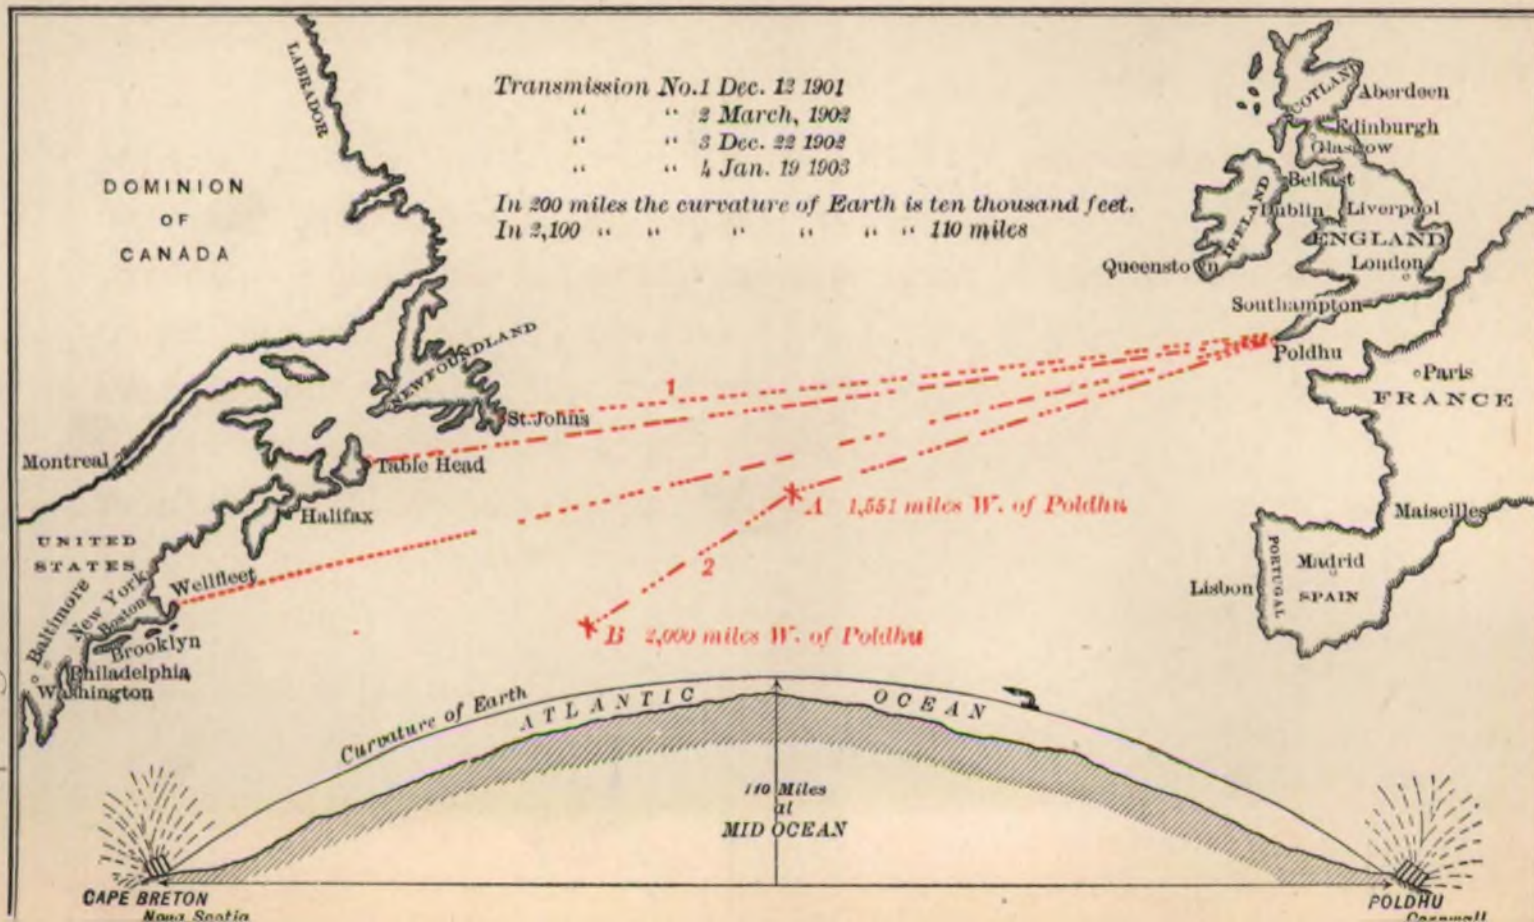 LABRADOR
Transmission No.1 Dec. 12 1901
“ “ 2 March, 1902
“ “ 3 Dec. 22 1902
“ “ 4 Jan. 19 1903
In 200 miles the curvature of Earth is ten thousand feet.
In 2,100 “ “ “ “ “ “ 110 miles
DOMINION
OF
CANADA
SCOTLAND
Aberdeen
Edinburgh
Glasgow
Belfast
IRELAND
Dublin
Liverpool
ENGLAND
Queenstown
London
Southampton
Poldhu
Paris
FRANCE
NEWFOUNDLAND
1
St. Johns
Montreal
Table Head
Halifax
A 1,551 miles W. of Poldhu
Maiseilles
UNITED
STATES
Wellfleet
2
Lisbon
PORTUGAL
Madrid
SPAIN
Baltimore
New York
Boston
Brooklyn
B 2,000 miles W. of Poldhu
Philadelphia
Washington
Curvature of Earth
ATLANTIC OCEAN
110 Miles
at
MID OCEAN
CAPE BRETON
Nova Scotia
POLDHU
Cornwall